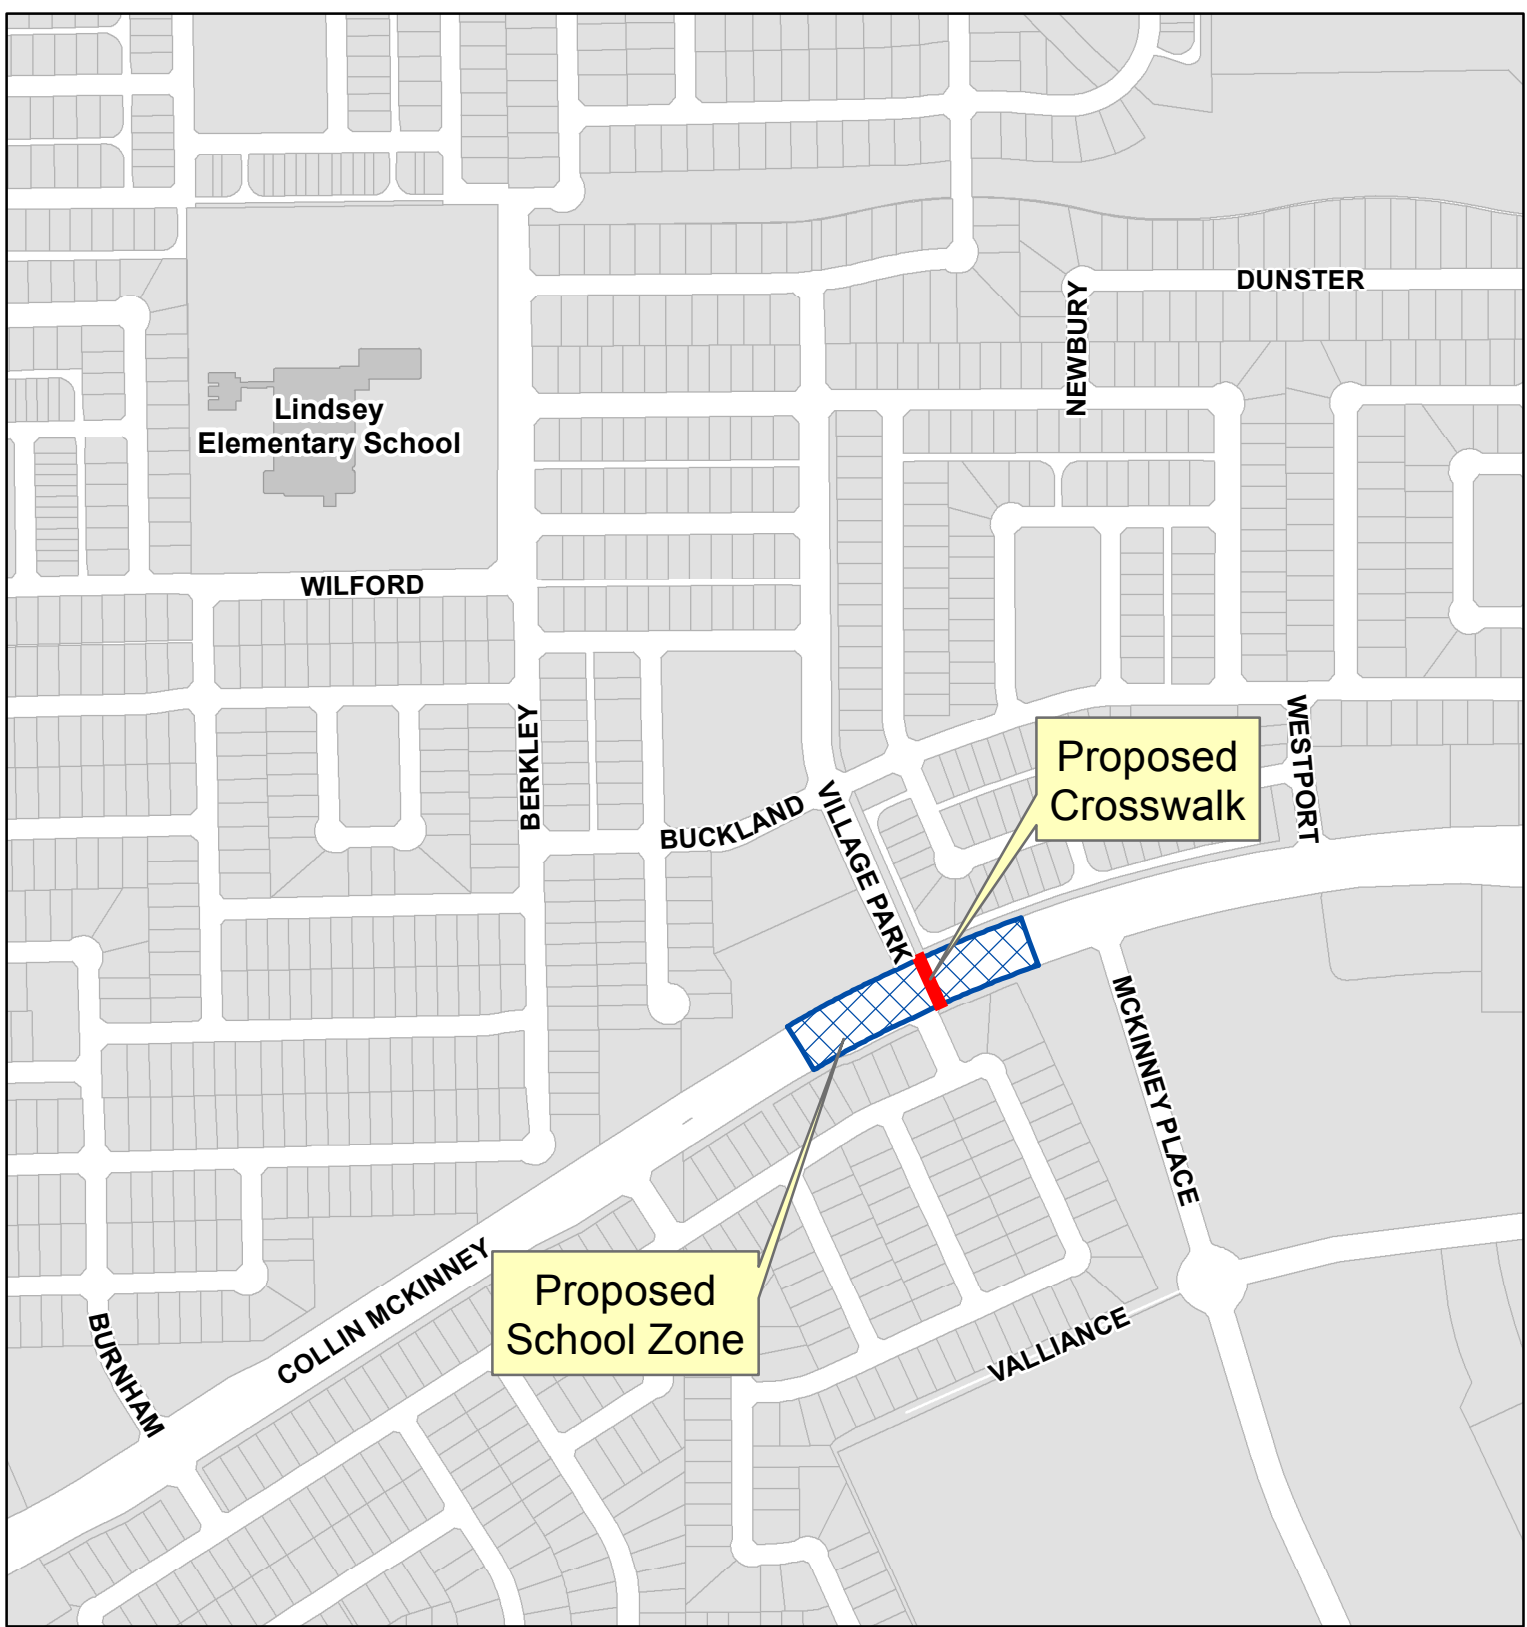 DUNSTER
NEWBURY
Lindsey
Elementary School
WILFORD
BERKLEY
WESTPORT
Proposed
Crosswalk
BUCKLAND
VILLAGE PARK
MCKINNEY PLACE
Proposed
School Zone
COLLIN MCKINNEY
BURNHAM
VALLIANCE